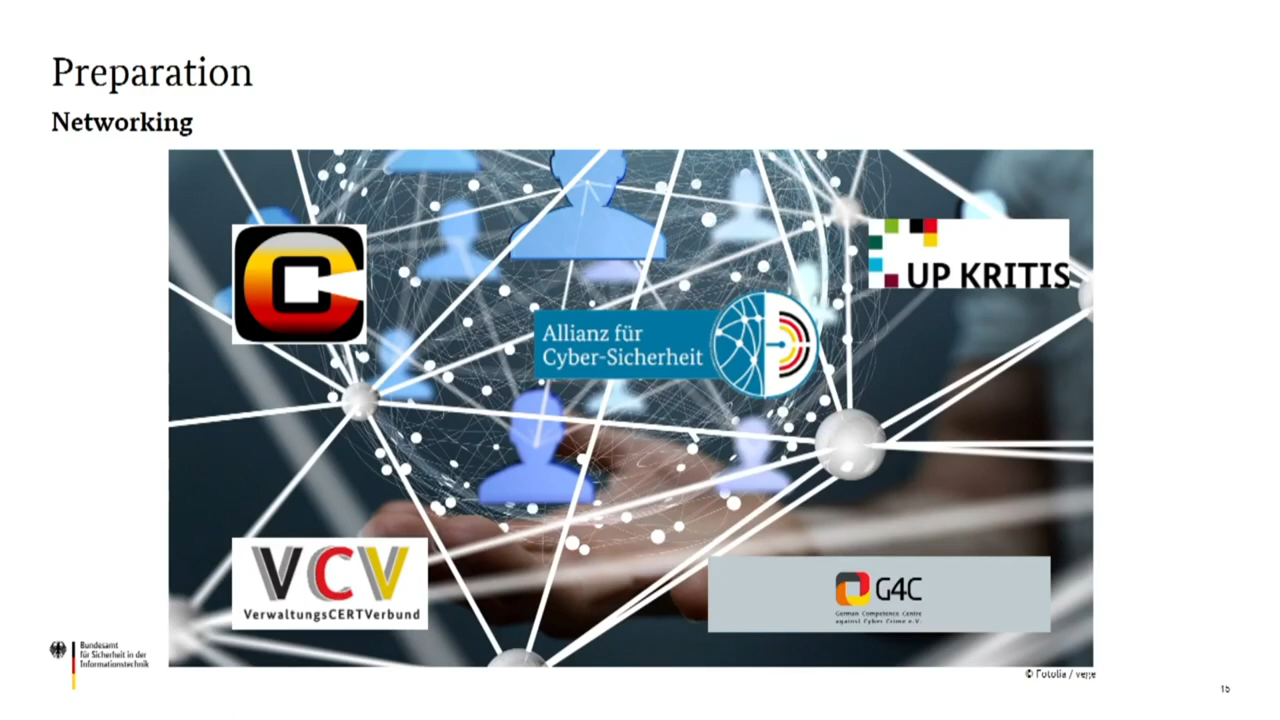 Preparation
Networking
C
UP KRITIS
Allianz für
Cyber-Sicherheit
VCV
VerwaltungsCERTVerbund
G4C
German Competence Centre
against Cyber Crime e.V.
Bundesamt
für Sicherheit in der
Informationstechnik
© Fotolia / vege
15